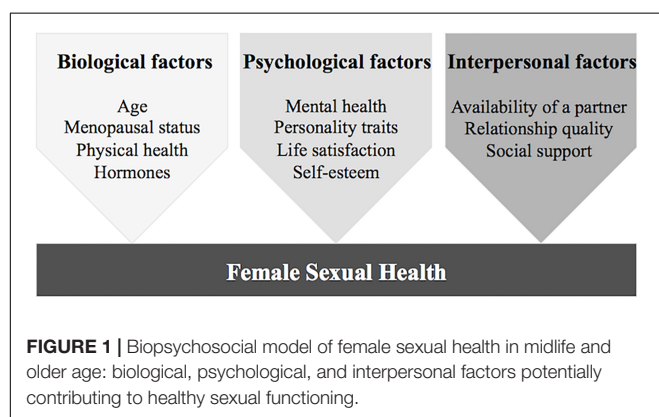 Biological factors
Age
Menopausal status
Physical health
Hormones
Psychological factors
Mental health
Personality traits
Life satisfaction
Self-esteem
Interpersonal factors
Availability of a partner
Relationship quality
Social support
Female Sexual Health
FIGURE 1 | Biopsychosocial model of female sexual health in midlife and
older age: biological, psychological, and interpersonal factors potentially
contributing to healthy sexual functioning.